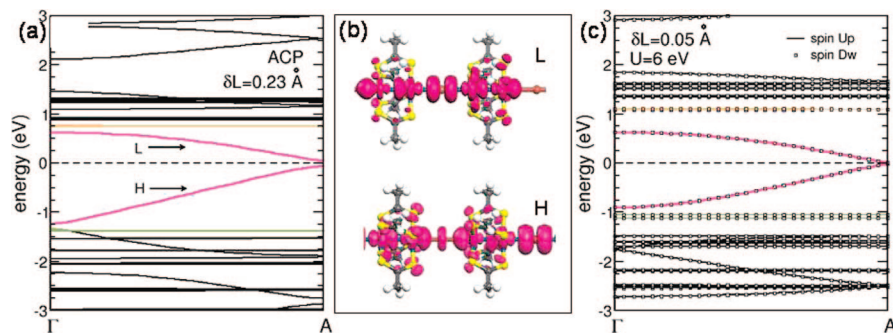 (a)
3
2
1
0
-1
-2
-3
energy (eV)
ACP
δL=0.23 Å
L
H
Γ
A
(b)
L
H
(c)
3
2
1
0
-1
-2
-3
energy (eV)
δL=0.05 Å
U=6 eV
spin Up
spin Dw
Γ
A